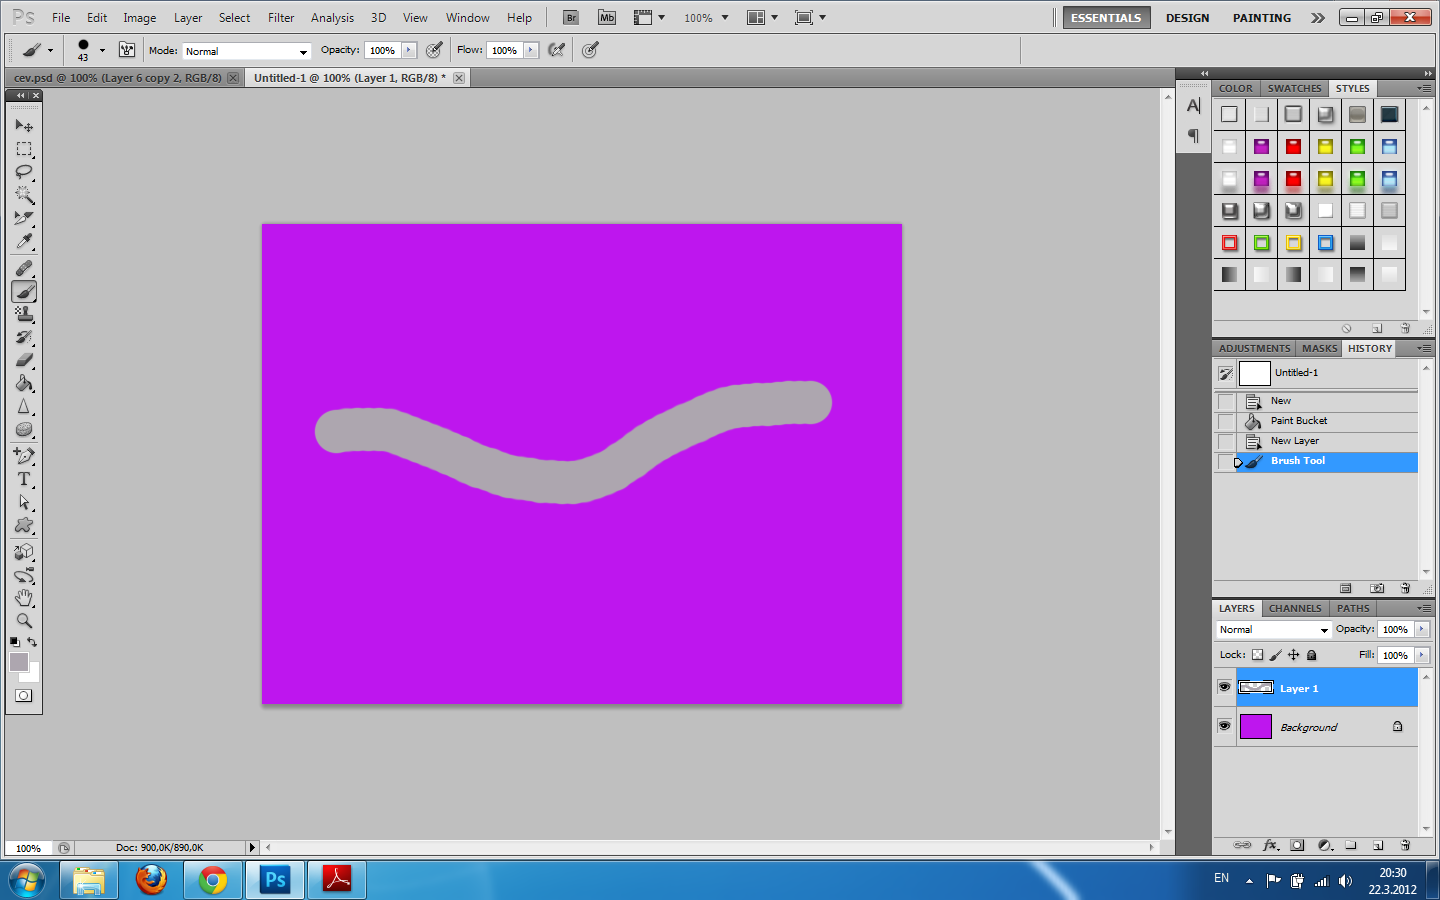 Ps File Edit Image Layer Select Filter Analysis 3D View Window Help Br Mb 100% ESSENTIALS DESIGN PAINTING
43 Mode: Normal Opacity: 100% Flow: 100%
cev.psd @ 100% (Layer 6 copy 2, RGB/8) Untitled-1 @ 100% (Layer 1, RGB/8) *
COLOR SWATCHES STYLES
A
¶
T
ADJUSTMENTS MASKS HISTORY
Untitled-1
New
Paint Bucket
New Layer
Brush Tool
LAYERS CHANNELS PATHS
Normal Opacity: 100%
Lock: Fill: 100%
Layer 1
Background
fx
100% Doc: 900,0K/890,0K
Ps
EN
20:30
22.3.2012